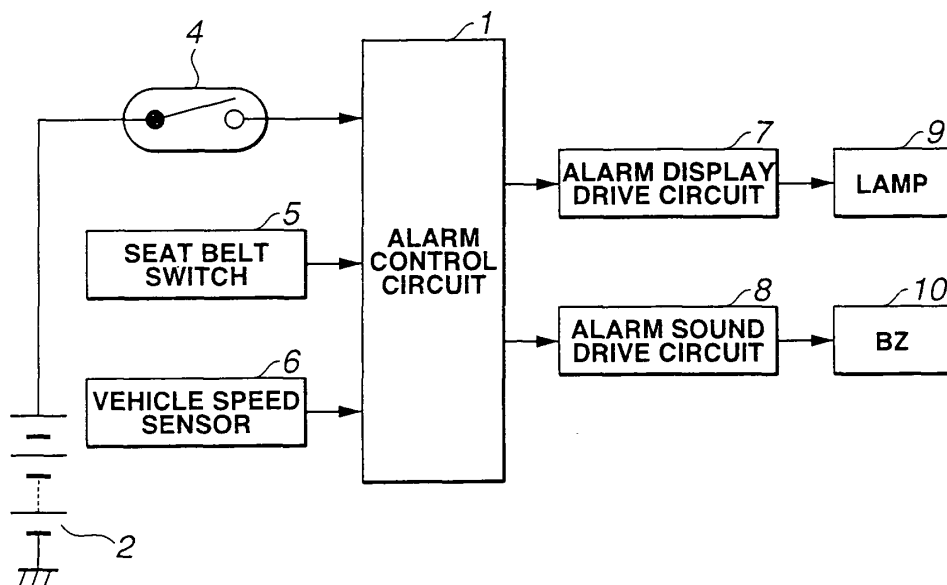 4
1
5
SEAT BELT
SWITCH
6
VEHICLE SPEED
SENSOR
2
ALARM
CONTROL
CIRCUIT
7
ALARM DISPLAY
DRIVE CIRCUIT
9
LAMP
8
ALARM SOUND
DRIVE CIRCUIT
10
BZ